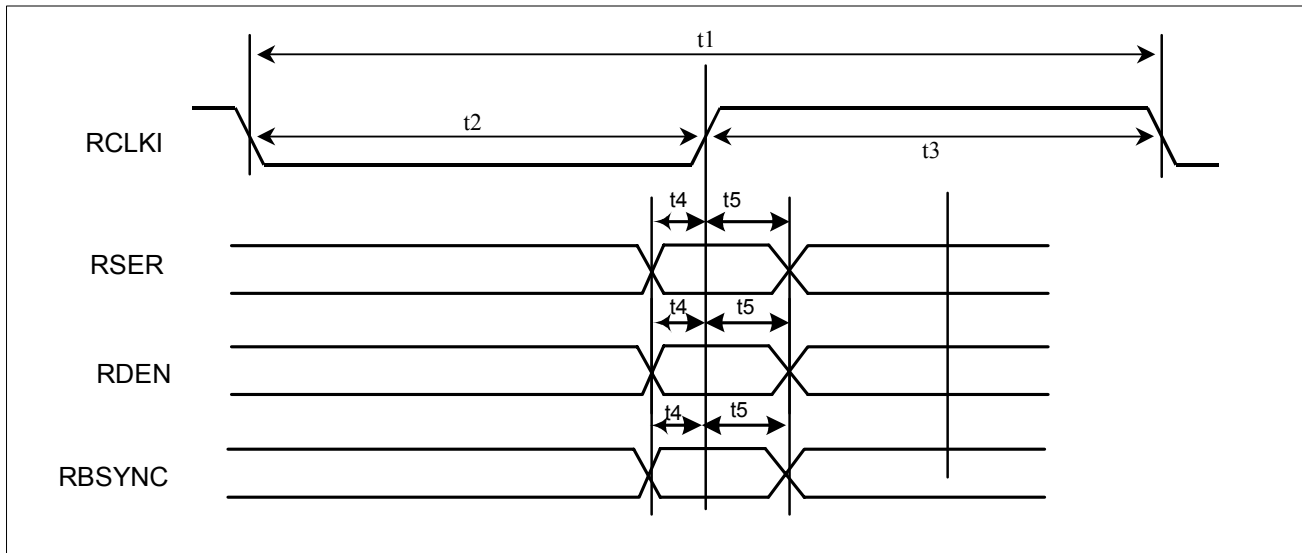 t1
RCLKI
t2
t3
t4 t5
RSER
t4 t5
RDEN
t4 t5
RBSYNC